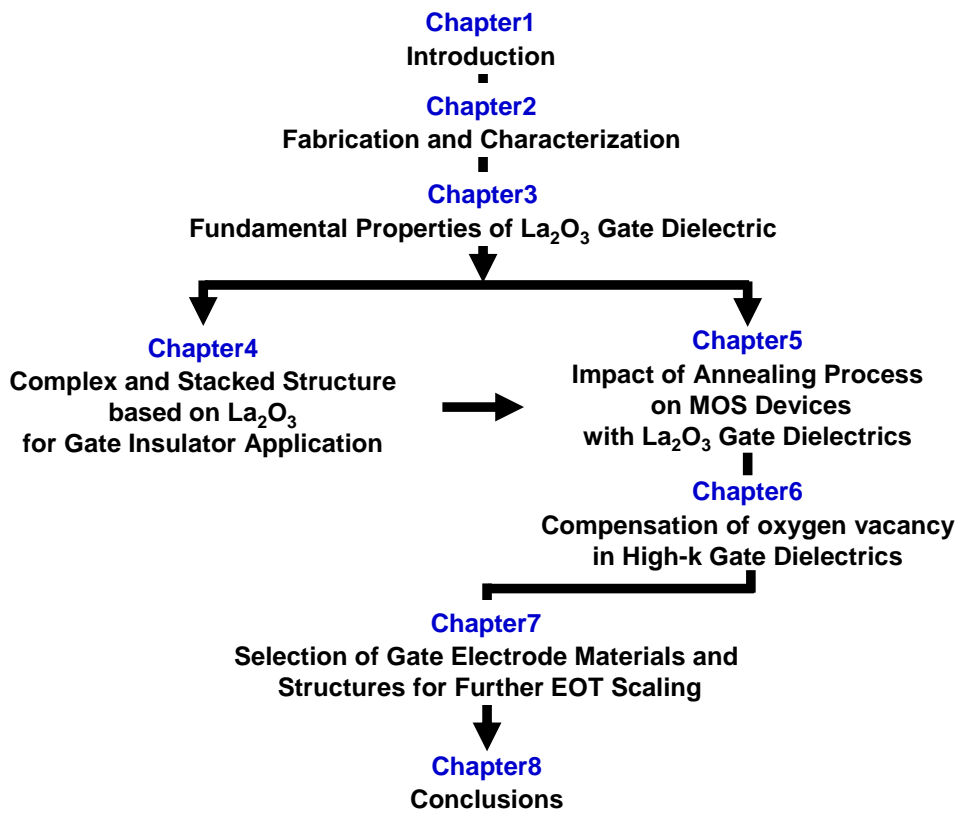 Chapter1
Introduction
Chapter2
Fabrication and Characterization
Chapter3
Fundamental Properties of La₂O₃ Gate Dielectric
Chapter4
Complex and Stacked Structure
based on La₂O₃
for Gate Insulator Application
Chapter5
Impact of Annealing Process
on MOS Devices
with La₂O₃ Gate Dielectrics
Chapter6
Compensation of oxygen vacancy
in High-k Gate Dielectrics
Chapter7
Selection of Gate Electrode Materials and
Structures for Further EOT Scaling
Chapter8
Conclusions